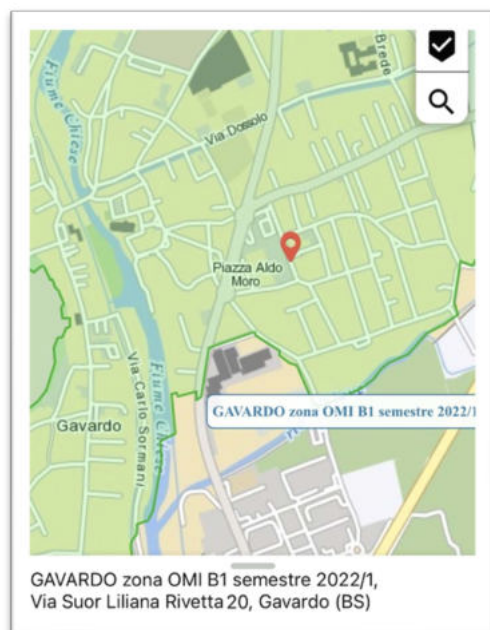 Fiume Chiese
Brede
Via Dossolo
Piazza Aldo
Moro
Via Carlo Sormani
Fiume Chiese
Gavardo
GAVARDO zona OMI B1 semestre 2022/1
GAVARDO zona OMI B1 semestre 2022/1,
Via Suor Liliana Rivetta 20, Gavardo (BS)